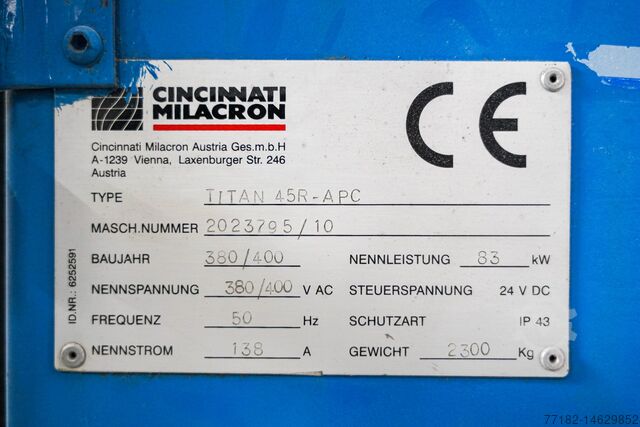 CINCINNATI
MILACRON
CE
Cincinnati Milacron Austria Ges.m.b.H
A-1239 Vienna, Laxenburger Str. 246
Austria
TYPE TITAN 45R-APC
MASCH.NUMMER 2023795/10
BAUJAHR 380/400 NENNLEISTUNG 83 kW
NENNSPANNUNG 380/400 V AC STEUERSPANNUNG 24 V DC
FREQUENZ 50 Hz SCHUTZART IP 43
NENNSTROM 138 A GEWICHT 2300 Kg
ID.NR.: 6252591
77182-14629852